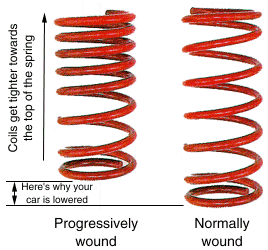 Coils get tighter towards
the top of the spring
Here's why your
car is lowered
Progressively
wound
Normally
wound